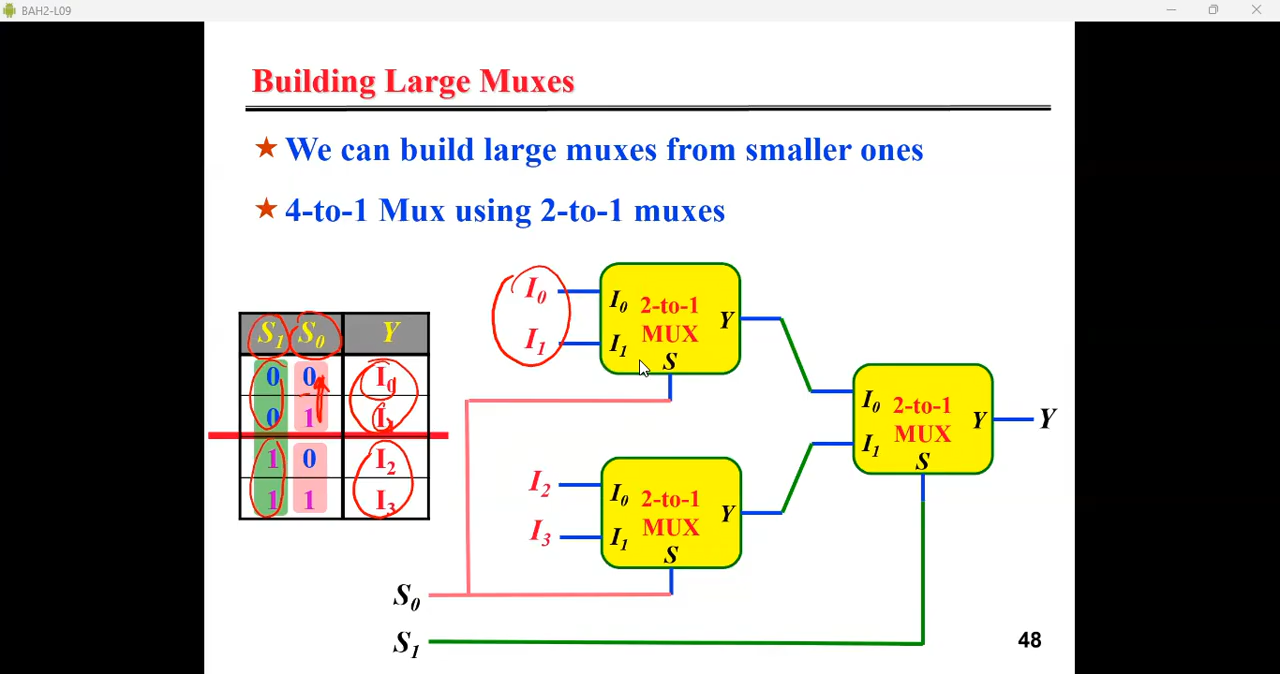 BAH2-L09
Building Large Muxes
★ We can build large muxes from smaller ones
★ 4-to-1 Mux using 2-to-1 muxes
S1 S0 Y
0 0 I0
0 1 I1
1 0 I2
1 1 I3
I0
I1
I0 2-to-1
MUX
I1
Y
S
I2
I3
I0 2-to-1
MUX
I1
Y
S
I0 2-to-1
MUX
I1
Y
S
Y
S0
S1
48